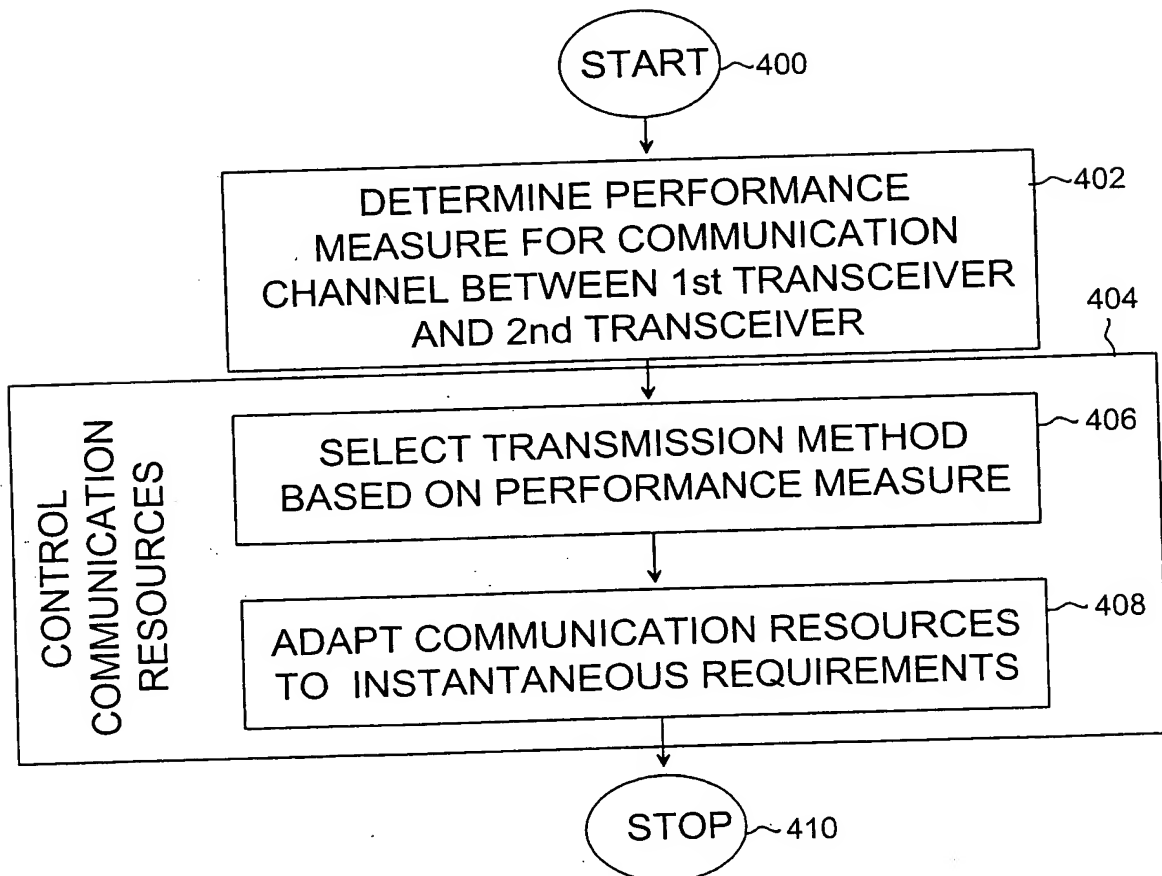 START
400
DETERMINE PERFORMANCE
MEASURE FOR COMMUNICATION
CHANNEL BETWEEN 1st TRANSCEIVER
AND 2nd TRANSCEIVER
402
404
CONTROL
COMMUNICATION
RESOURCES
SELECT TRANSMISSION METHOD
BASED ON PERFORMANCE MEASURE
406
ADAPT COMMUNICATION RESOURCES
TO INSTANTANEOUS REQUIREMENTS
408
STOP
410